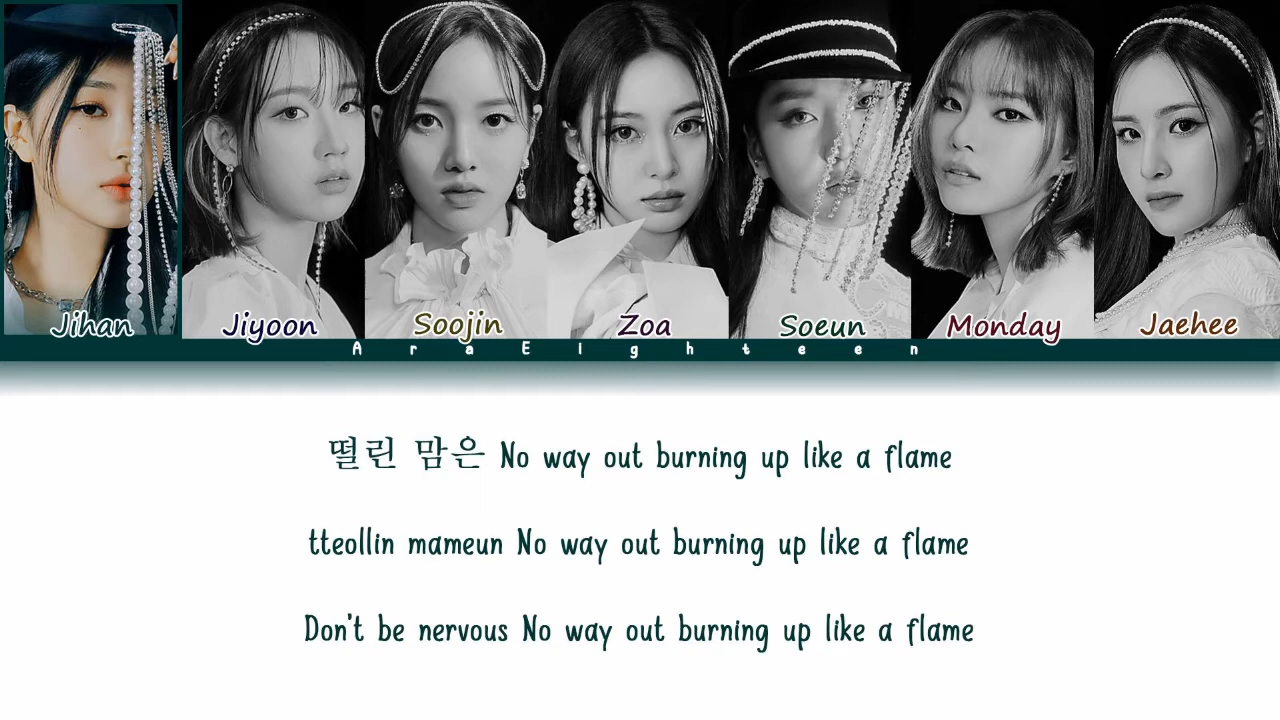 Jihan Jiyoon Soojin Zoa Soeun Monday Jaehee
AraEighteen
떨린 맘은 No way out burning up like a flame
tteollin mameun No way out burning up like a flame
Don't be nervous No way out burning up like a flame